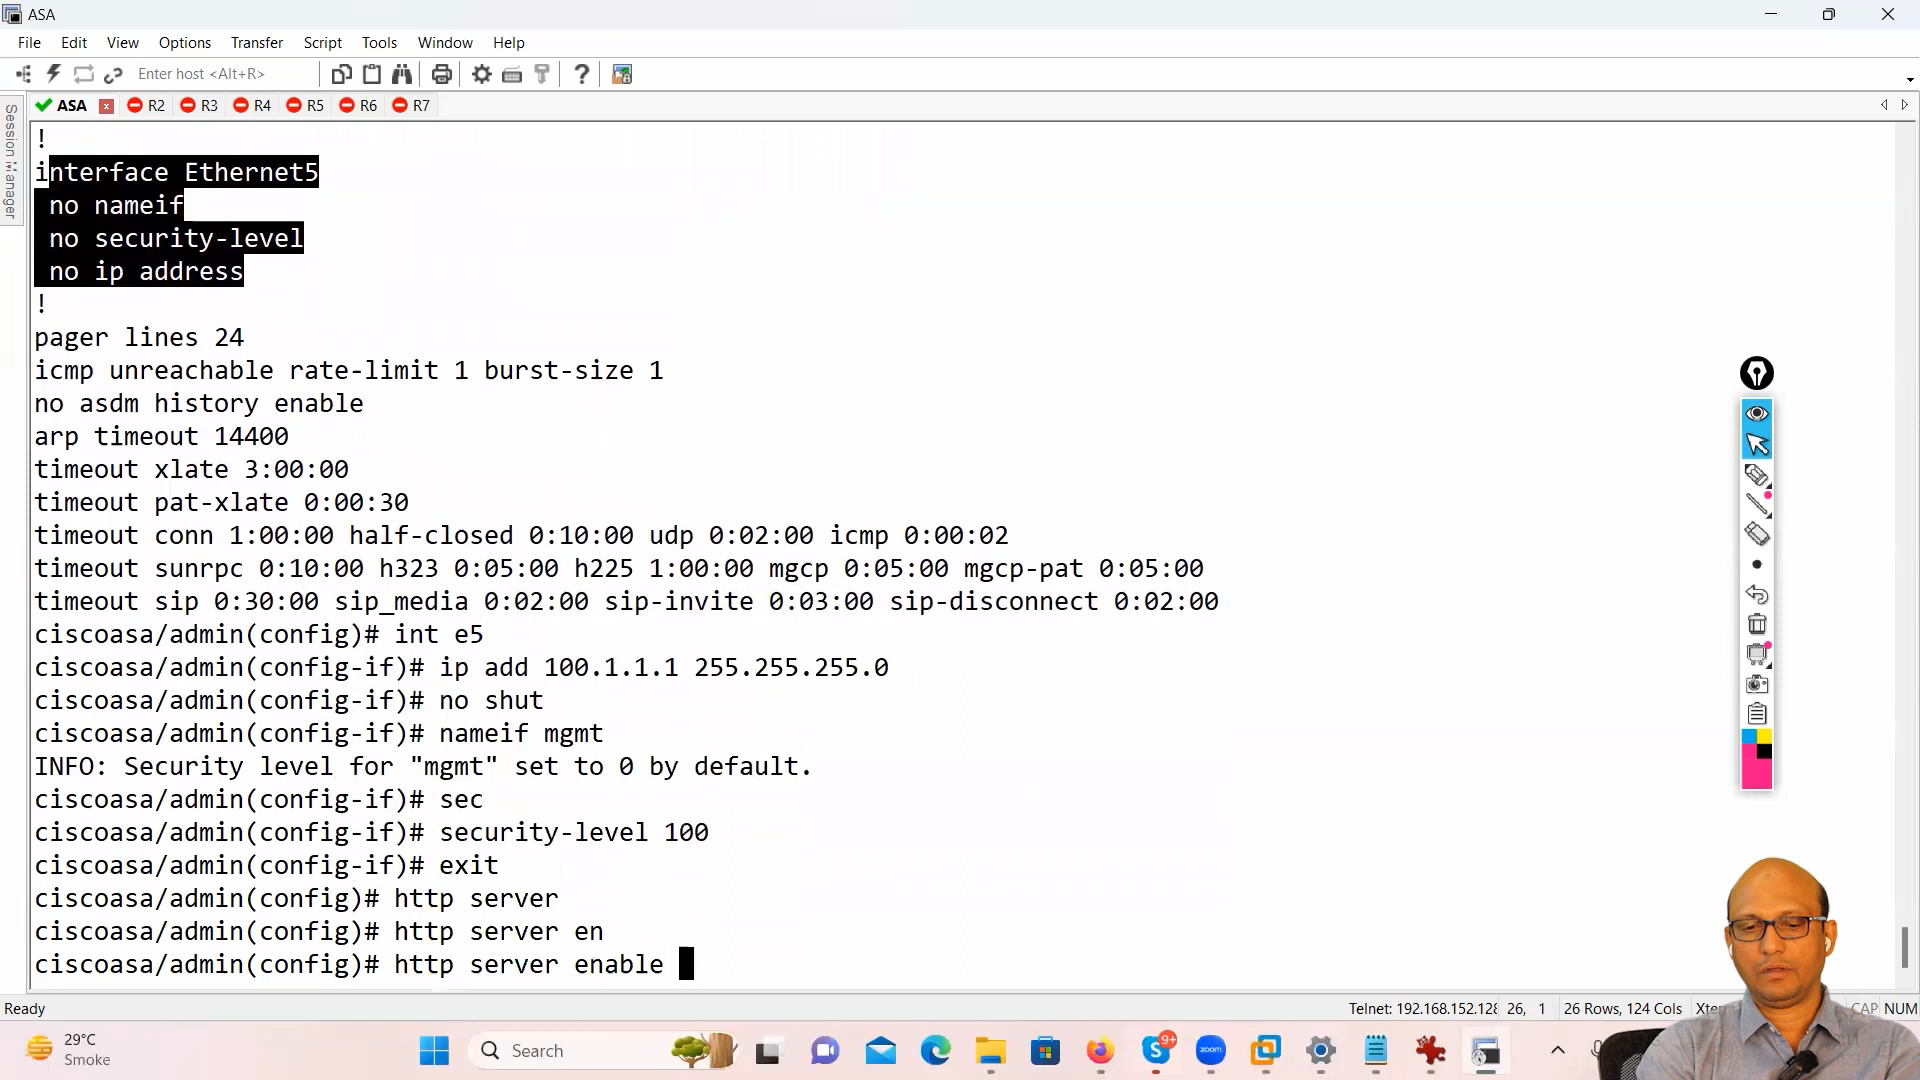 ASA
File Edit View Options Transfer Script Tools Window Help
Enter host <Alt+R>
ASA R2 R3 R4 R5 R6 R7
Session Manager
!
interface Ethernet5
no nameif
no security-level
no ip address
!
pager lines 24
icmp unreachable rate-limit 1 burst-size 1
no asdm history enable
arp timeout 14400
timeout xlate 3:00:00
timeout pat-xlate 0:00:30
timeout conn 1:00:00 half-closed 0:10:00 udp 0:02:00 icmp 0:00:02
timeout sunrpc 0:10:00 h323 0:05:00 h225 1:00:00 mgcp 0:05:00 mgcp-pat 0:05:00
timeout sip 0:30:00 sip_media 0:02:00 sip-invite 0:03:00 sip-disconnect 0:02:00
ciscoasa/admin(config)# int e5
ciscoasa/admin(config-if)# ip add 100.1.1.1 255.255.255.0
ciscoasa/admin(config-if)# no shut
ciscoasa/admin(config-if)# nameif mgmt
INFO: Security level for "mgmt" set to 0 by default.
ciscoasa/admin(config-if)# sec
ciscoasa/admin(config-if)# security-level 100
ciscoasa/admin(config-if)# exit
ciscoasa/admin(config)# http server
ciscoasa/admin(config)# http server en
ciscoasa/admin(config)# http server enable
Ready Telnet: 192.168.152.128 26, 1 26 Rows, 124 Cols Xter CAP NUM
29°C
Smoke
Search
9+
zoom